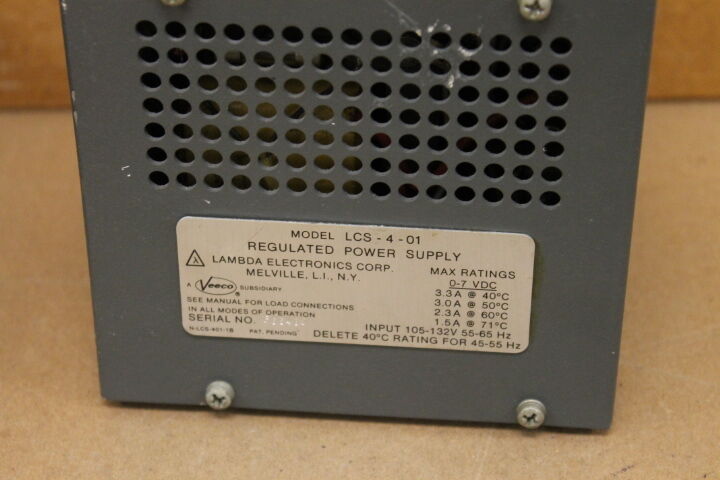 MODEL LCS-4-01
REGULATED POWER SUPPLY
LAMBDA ELECTRONICS CORP.
MELVILLE, L.I., N.Y.
A Veeco ® SUBSIDIARY
SEE MANUAL FOR LOAD CONNECTIONS
IN ALL MODES OF OPERATION
SERIAL NO.
N-LCS-401-1B PAT. PENDING
MAX RATINGS
0-7 VDC
3.3A @ 40°C
3.0A @ 50°C
2.3A @ 60°C
1.5A @ 71°C
INPUT 105-132V 55-65 Hz
DELETE 40°C RATING FOR 45-55 Hz